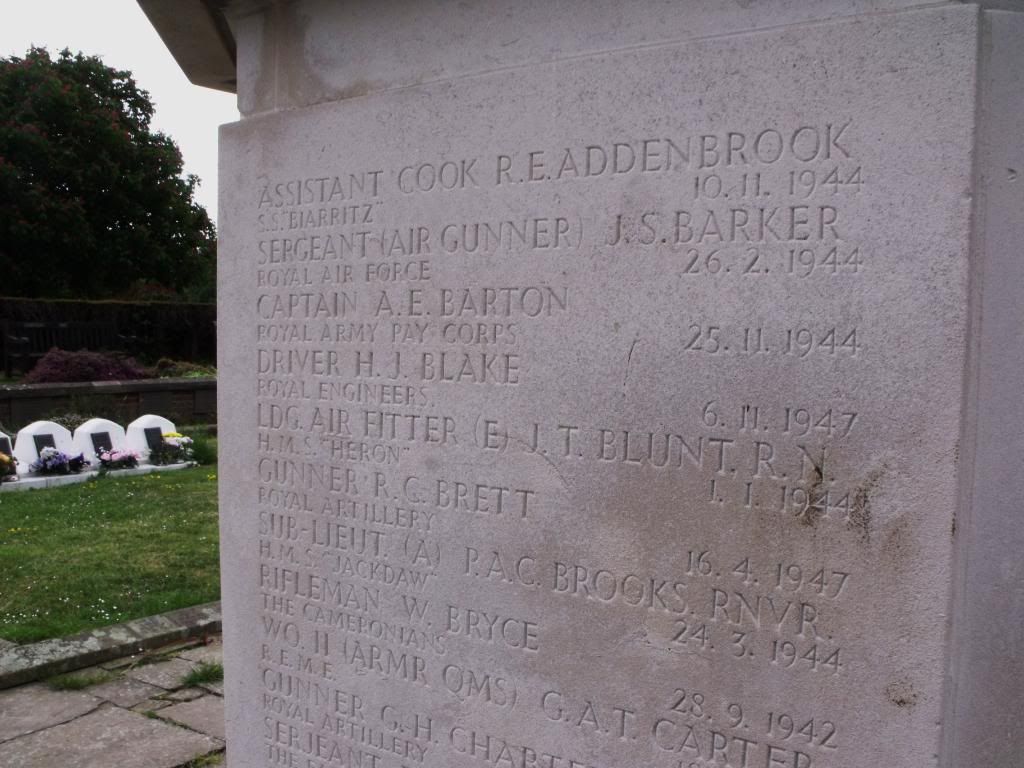 ASSISTANT COOK R.E. ADDENBROOK
S.S. "BIARRITZ" 10. 11. 1944
SERGEANT (AIR GUNNER) J.S. BARKER
ROYAL AIR FORCE 26. 2. 1944
CAPTAIN A.E. BARTON
ROYAL ARMY PAY CORPS 25. 11. 1944
DRIVER H. J. BLAKE
ROYAL ENGINEERS. 6. 11. 1947
LDG. AIR FITTER (E) J.T. BLUNT. R.N.
H.M.S. "HERON" 1. 1. 1944
GUNNER R.C. BRETT
ROYAL ARTILLERY 16. 4. 1947
SUB-LIEUT. (A) P.A.C. BROOKS. RNVR.
H.M.S. "JACKDAW" 24. 3. 1944
RIFLEMAN W. BRYCE
THE CAMERONIANS 28. 9. 1942
WO. II (ARMR QMS) G.A.T. CARTER
R.E.M.E.
GUNNER G.H.
ROYAL ARTILLERY
SERJEANT
THE